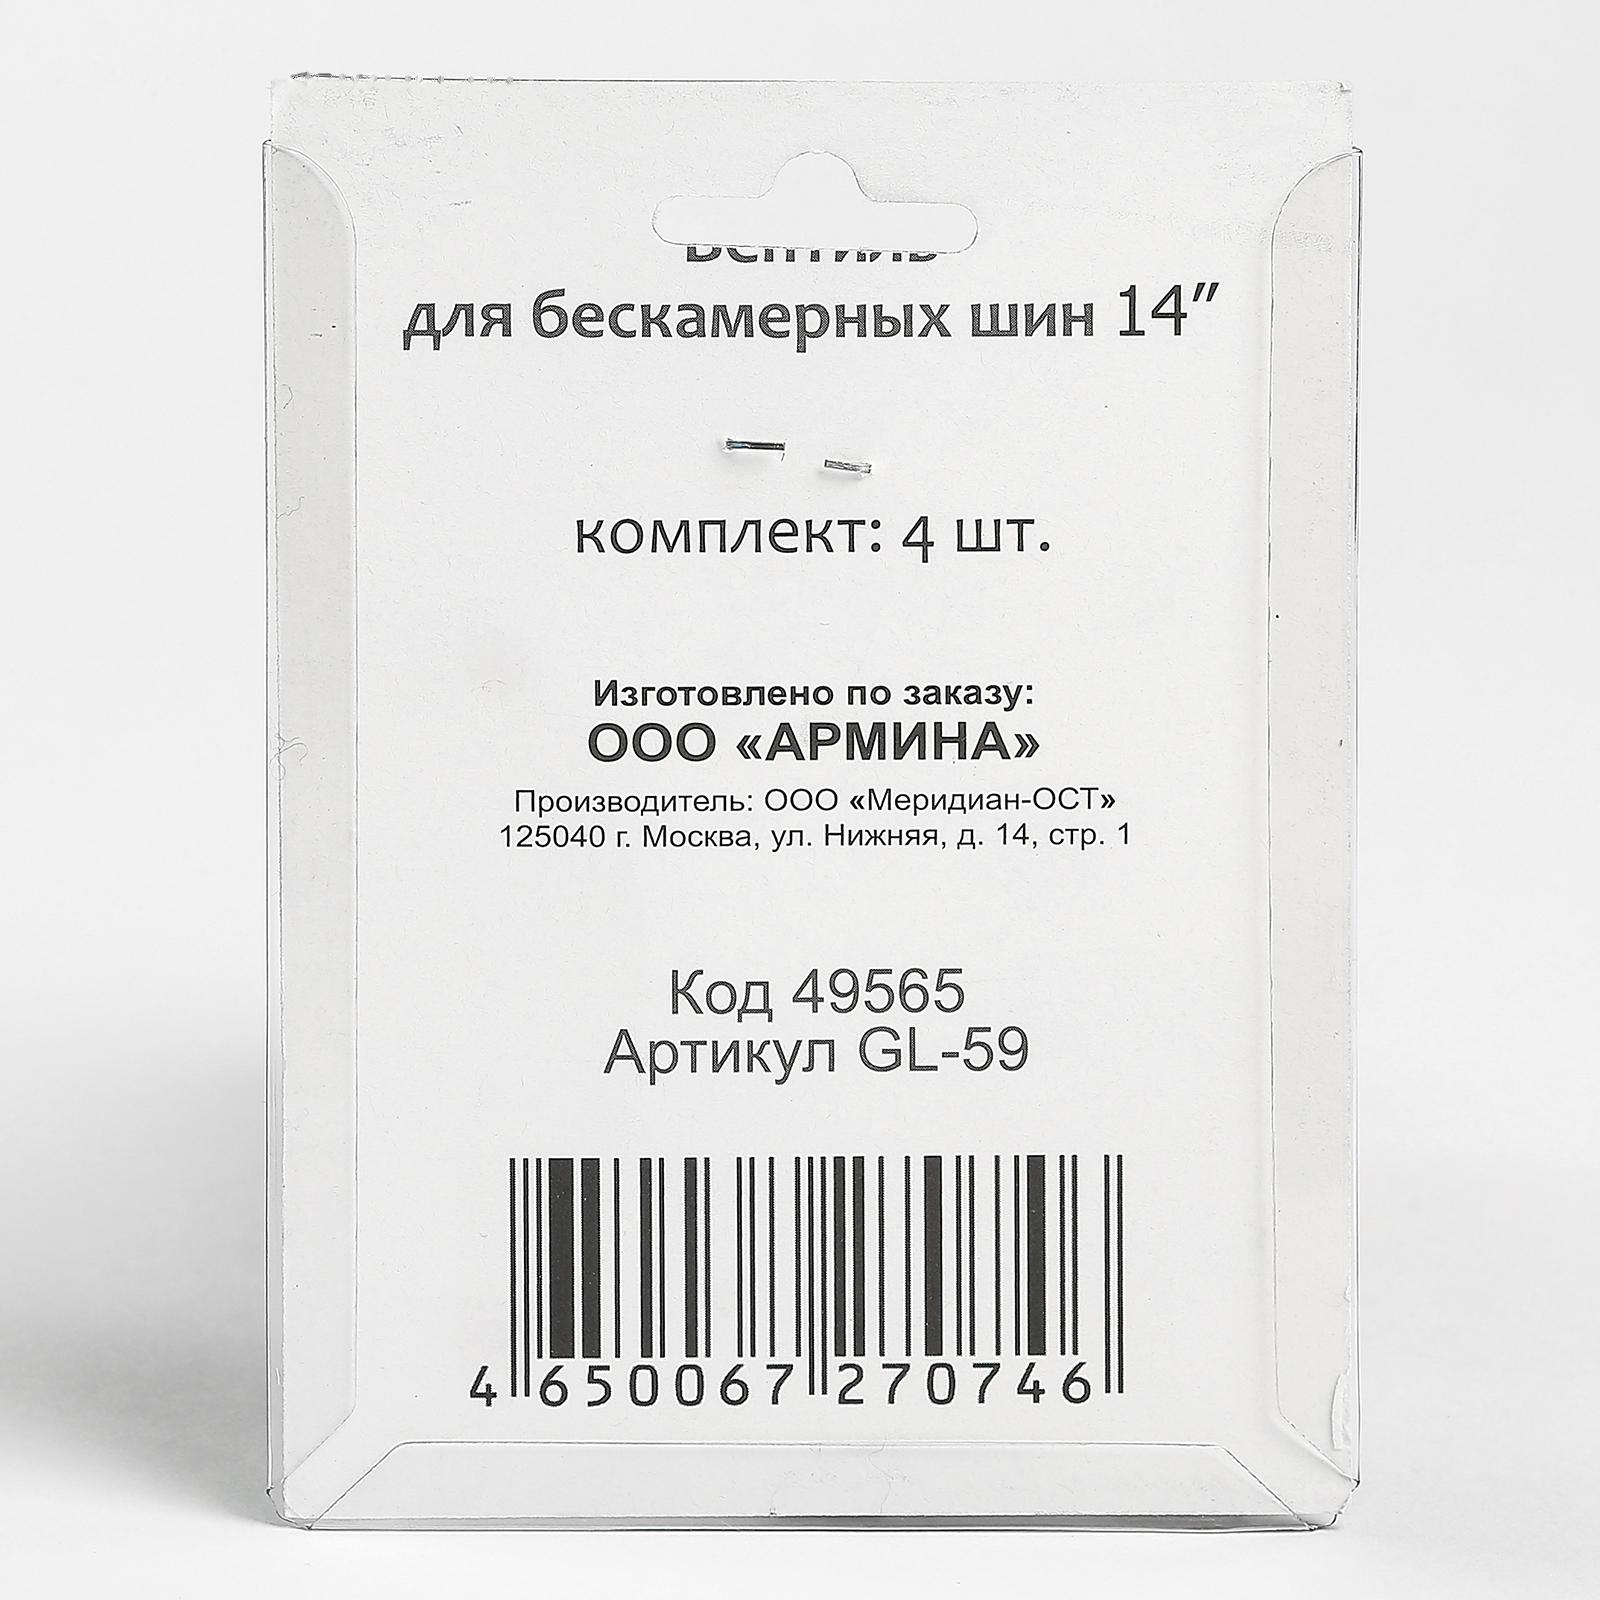 Вентиль
для бескамерных шин 14”
комплект: 4 шт.
Изготовлено по заказу:
ООО «АРМИНА»
Производитель: ООО «Меридиан-ОСТ»
125040 г. Москва, ул. Нижняя, д. 14, стр. 1
Код 49565
Артикул GL-59
4 650067 270746